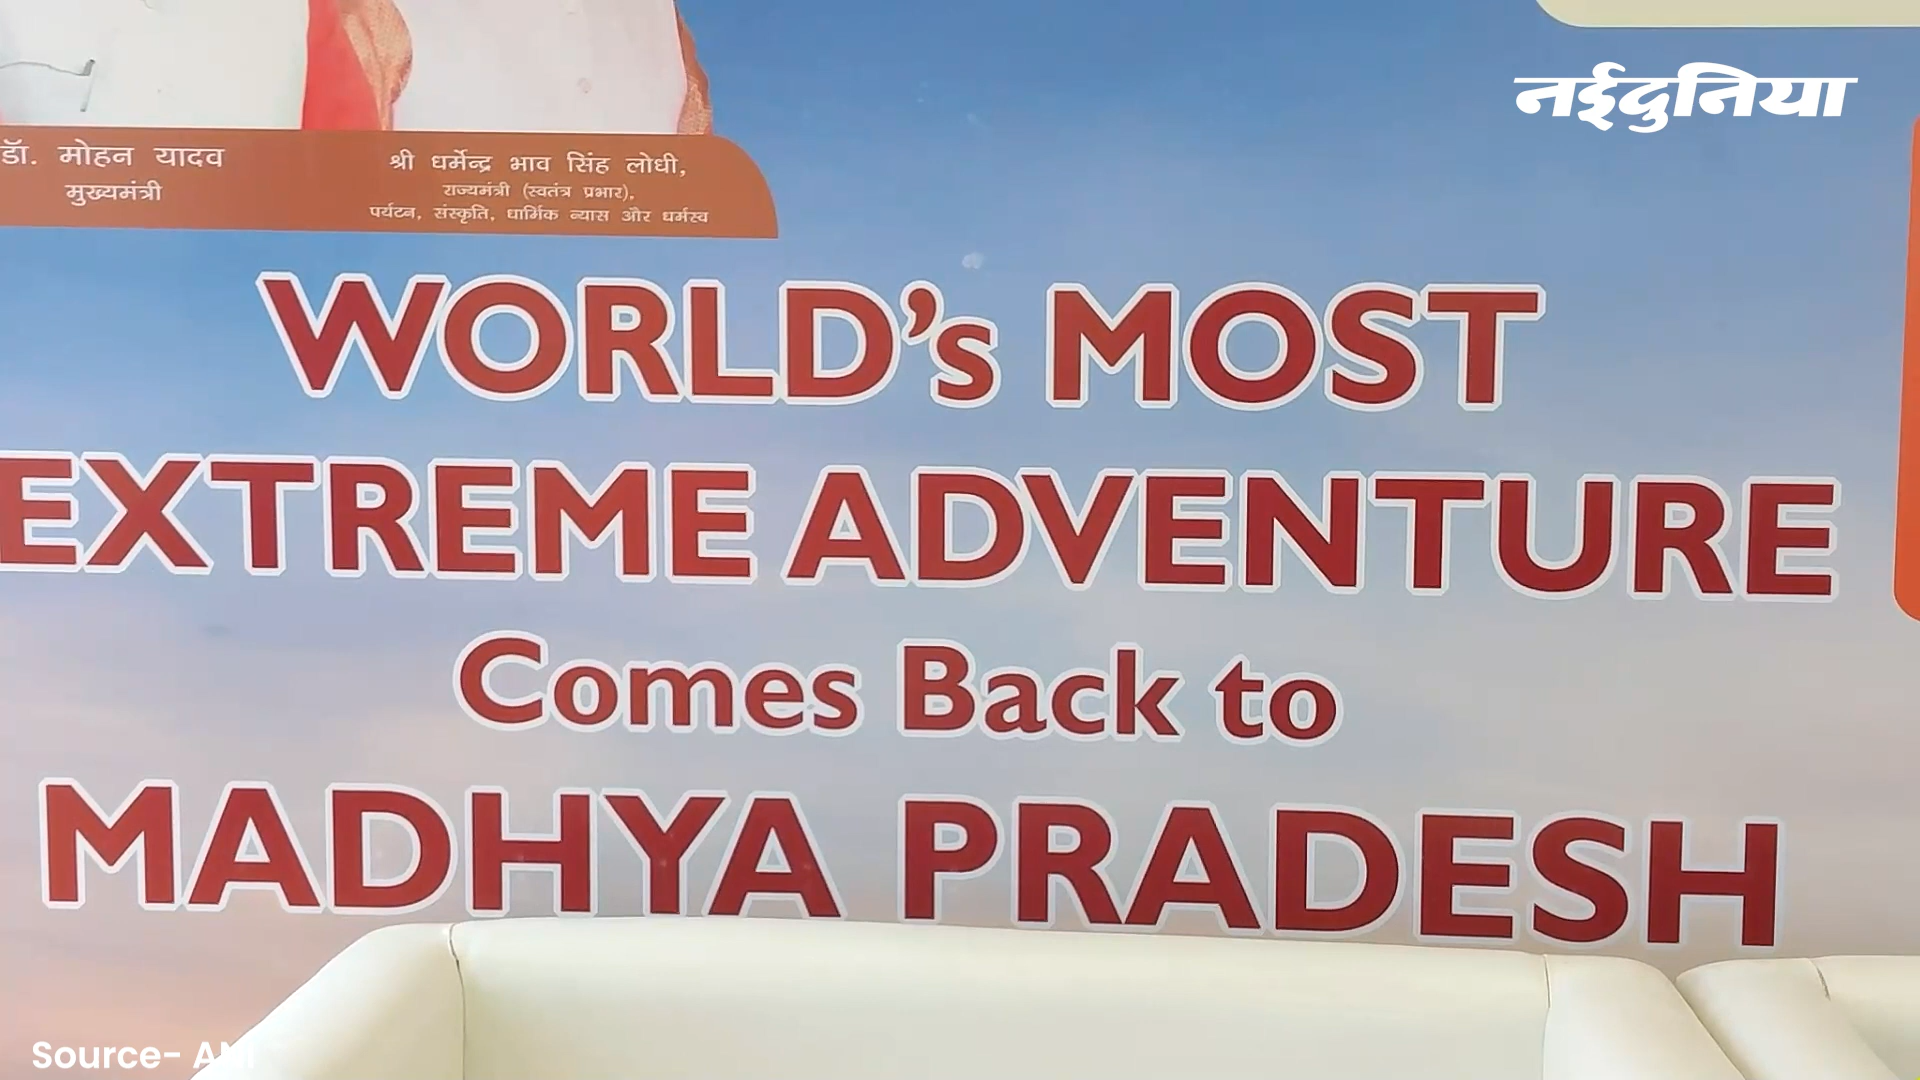 नईदुनिया
डॉ. मोहन यादव
मुख्यमंत्री
श्री धर्मेन्द्र भाव सिंह लोधी,
राज्यमंत्री (स्वतंत्र प्रभार),
पर्यटन, संस्कृति, धार्मिक न्यास और धर्मस्व
WORLD's MOST
EXTREME ADVENTURE
Comes Back to
MADHYA PRADESH
Source- ANI